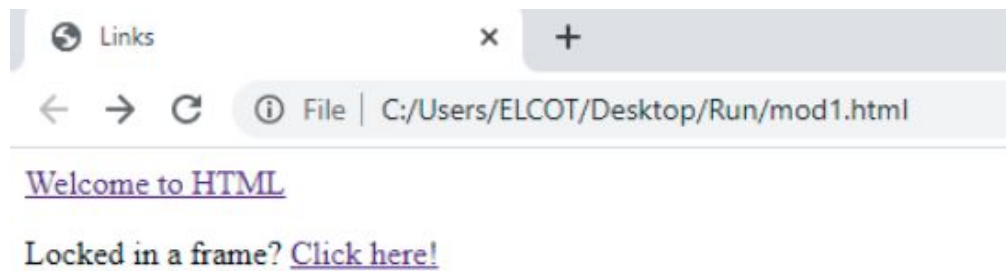 Links
File | C:/Users/ELCOT/Desktop/Run/mod1.html
Welcome to HTML
Locked in a frame? Click here!